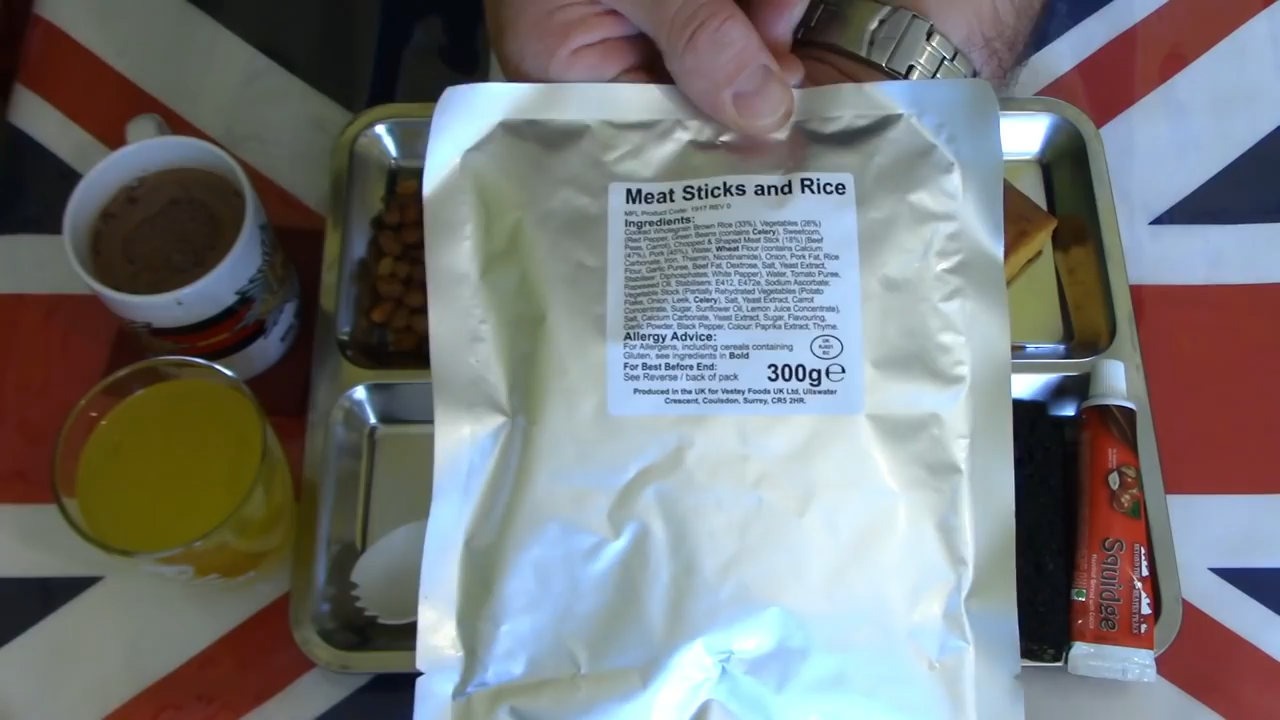 Meat Sticks and Rice
MPL Product Code: 1917 REV 0
Ingredients:
Cooked Wholegrain Brown Rice (33%), Vegetables (26%)
(Red Pepper, Green Beans (contains Celery), Sweetcorn,
Peas, Carrot), Chopped & Shaped Meat Stick (18%) (Beef
(47%), Pork (40%), Water, Wheat Flour (contains Calcium
Carbonate, Iron, Thiamin, Nicotinamide), Onion, Pork Fat, Rice
Flour, Garlic Puree, Beef Fat, Dextrose, Salt, Yeast Extract,
Stabiliser: Diphosphates, White Pepper), Water, Tomato Puree,
Rapeseed Oil, Stabilisers: E412, E472e, Sodium Ascorbate;
Vegetable Stock (Partially Rehydrated Vegetables (Potato
Flake, Onion, Leek, Celery), Salt, Yeast Extract, Carrot
Concentrate, Sugar, Sunflower Oil, Lemon Juice Concentrate),
Salt, Calcium Carbonate, Yeast Extract, Sugar, Flavouring,
Garlic Powder, Black Pepper, Colour: Paprika Extract; Thyme.
Allergy Advice:
For Allergens, including cereals containing
Gluten, see ingredients in Bold
UK
EC
For Best Before End:
See Reverse / back of pack
300g℮
Produced in the UK for Vestey Foods UK Ltd, Ullswater
Crescent, Coulsdon, Surrey, CR5 2HR.
Squidge